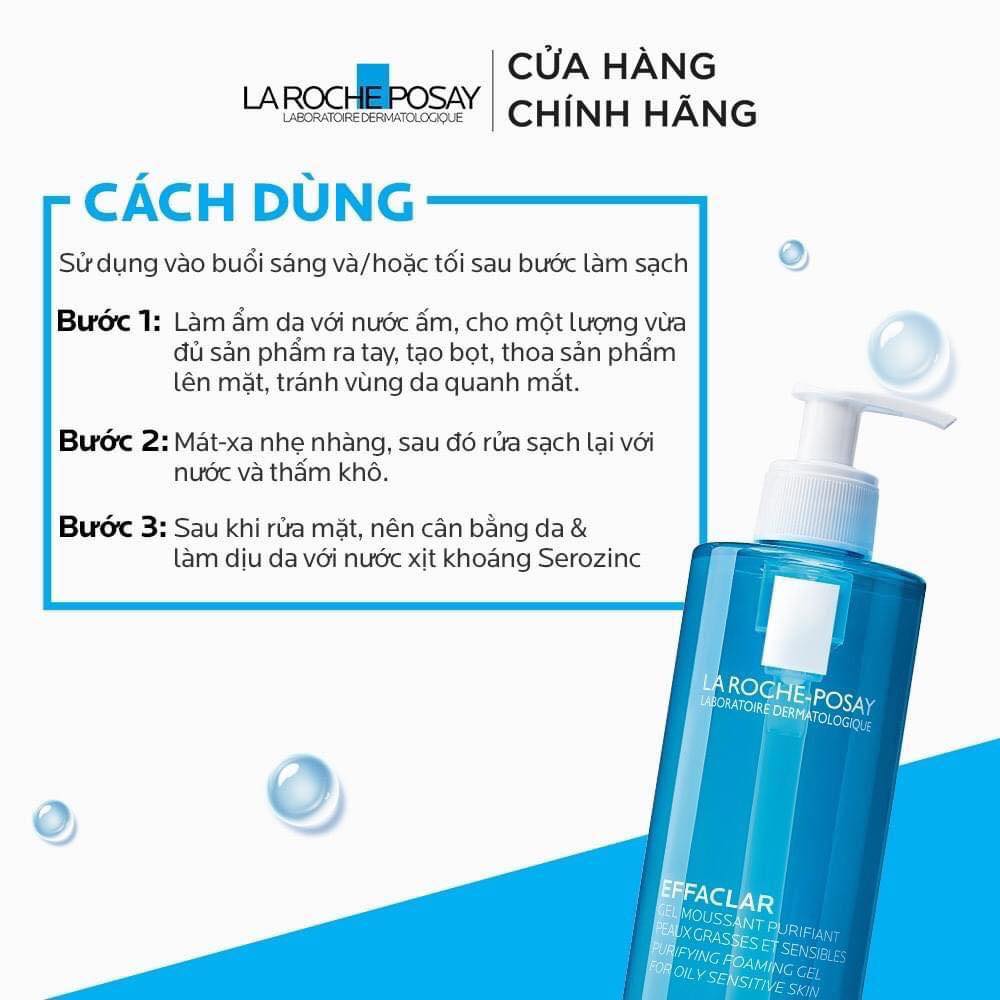 LA ROCHE POSAY
LABORATOIRE DERMATOLOGIQUE
CỬA HÀNG
CHÍNH HÃNG
CÁCH DÙNG
Sử dụng vào buổi sáng và/hoặc tối sau bước làm sạch
Bước 1: Làm ẩm da với nước ấm, cho một lượng vừa
đủ sản phẩm ra tay, tạo bọt, thoa sản phẩm
lên mặt, tránh vùng da quanh mắt.
Bước 2: Mát-xa nhẹ nhàng, sau đó rửa sạch lại với
nước và thấm khô.
Bước 3: Sau khi rửa mặt, nên cân bằng da &
làm dịu da với nước xịt khoáng Serozinc
LA ROCHE-POSAY
LABORATOIRE DERMATOLOGIQUE
EFFACLAR
GEL MOUSSANT PURIFIANT
PEAUX GRASSES ET SENSIBLES
PURIFYING FOAMING GEL
FOR OILY SENSITIVE SKIN